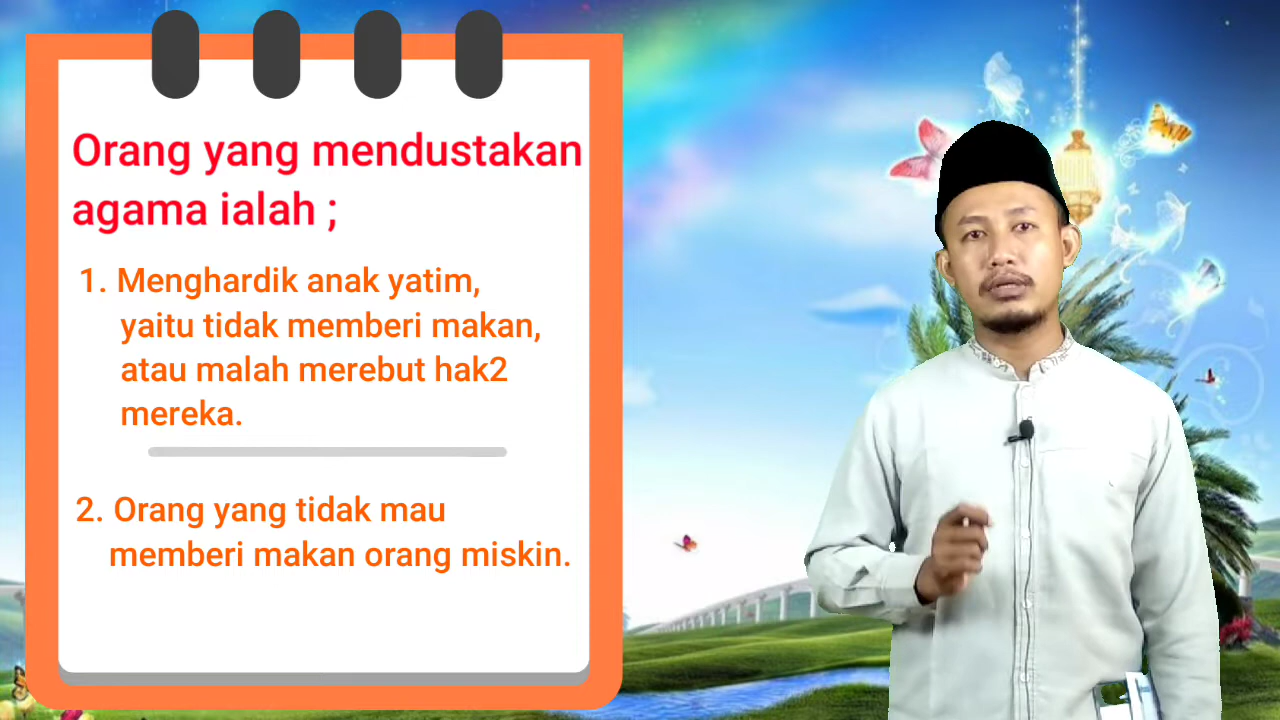 Orang yang mendustakan
agama ialah ;
1. Menghardik anak yatim,
yaitu tidak memberi makan,
atau malah merebut hak2
mereka.
2. Orang yang tidak mau
memberi makan orang miskin.